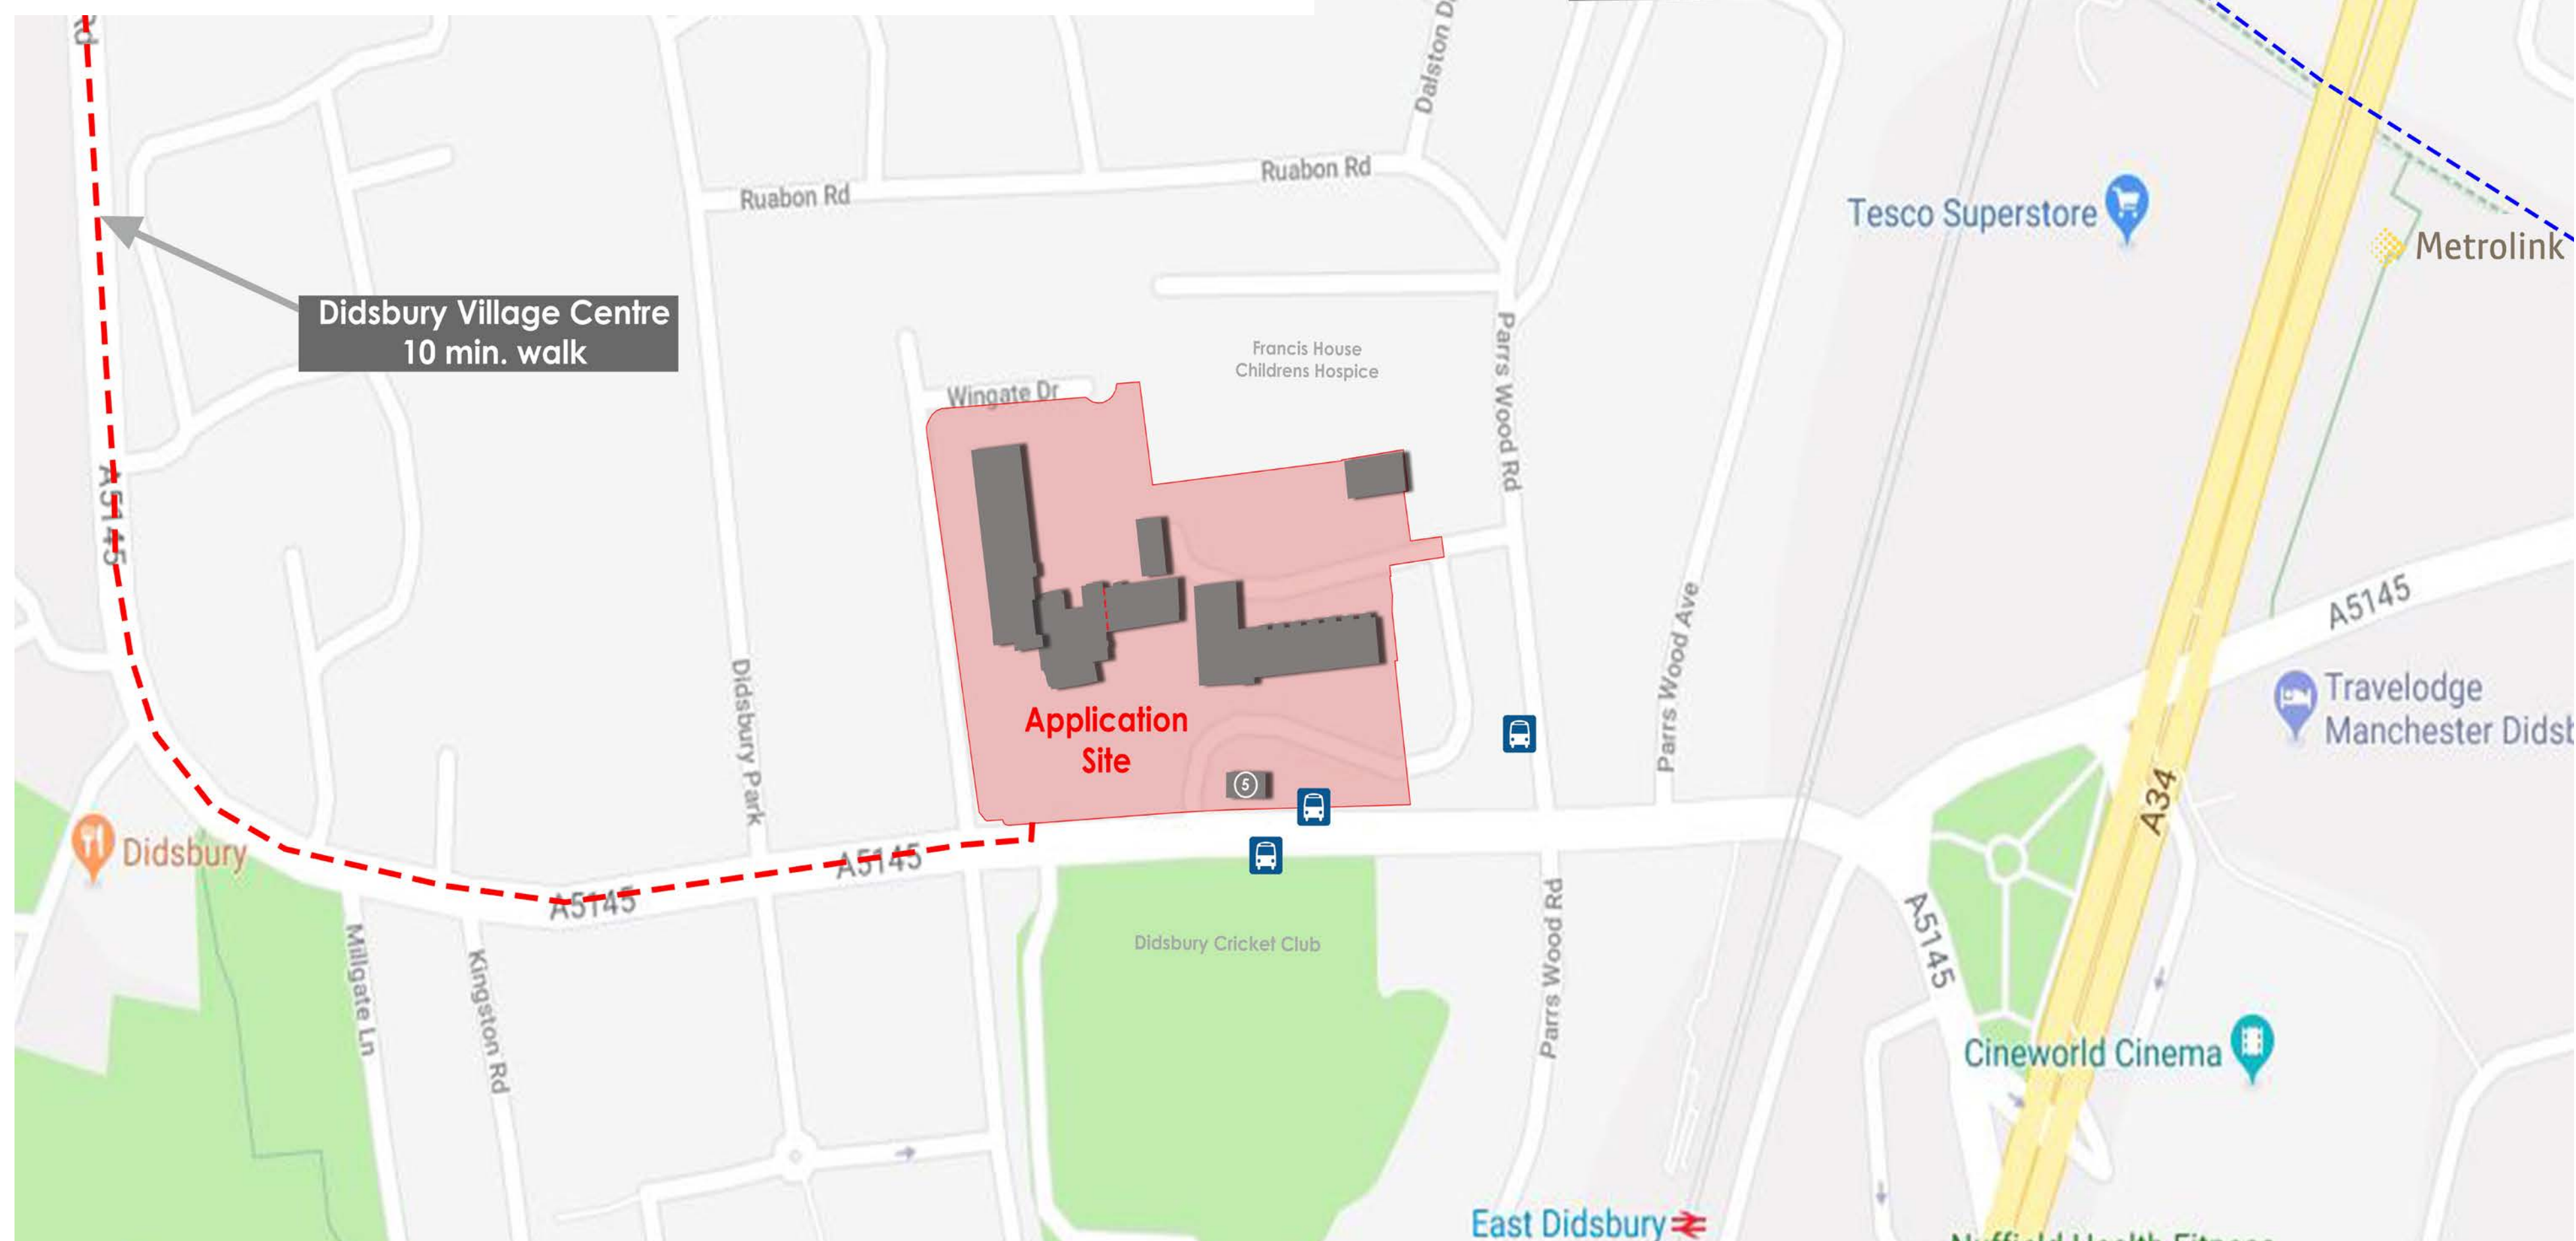 Rd
Dalston D
Ruabon Rd
Ruabon Rd
Tesco Superstore
Metrolink
Didsbury Village Centre
10 min. walk
Francis House
Childrens Hospice
Parrs Wood Rd
Wingate Dr
A5145
A5145
Parrs Wood Ave
Didsbury Park
Application
Site
5
Travelodge
Manchester Didsb
A34
Didsbury
A5145
A5145
A5145
Millgate Ln
Kingston Rd
Didsbury Cricket Club
Parrs Wood Rd
Cineworld Cinema
East Didsbury